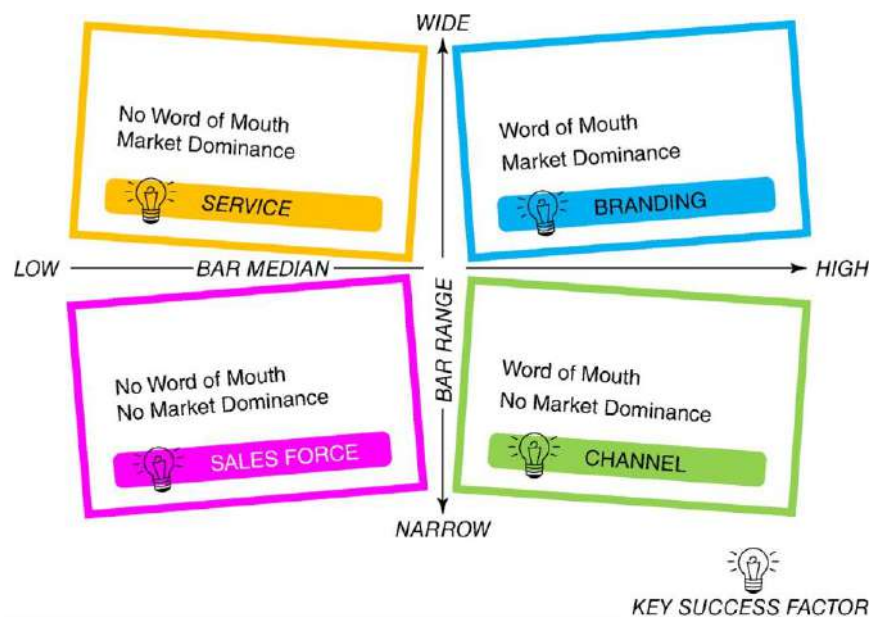 WIDE
No Word of Mouth
Market Dominance
SERVICE
Word of Mouth
Market Dominance
BRANDING
LOW
BAR MEDIAN
HIGH
BAR RANGE
No Word of Mouth
No Market Dominance
SALES FORCE
Word of Mouth
No Market Dominance
CHANNEL
NARROW
KEY SUCCESS FACTOR